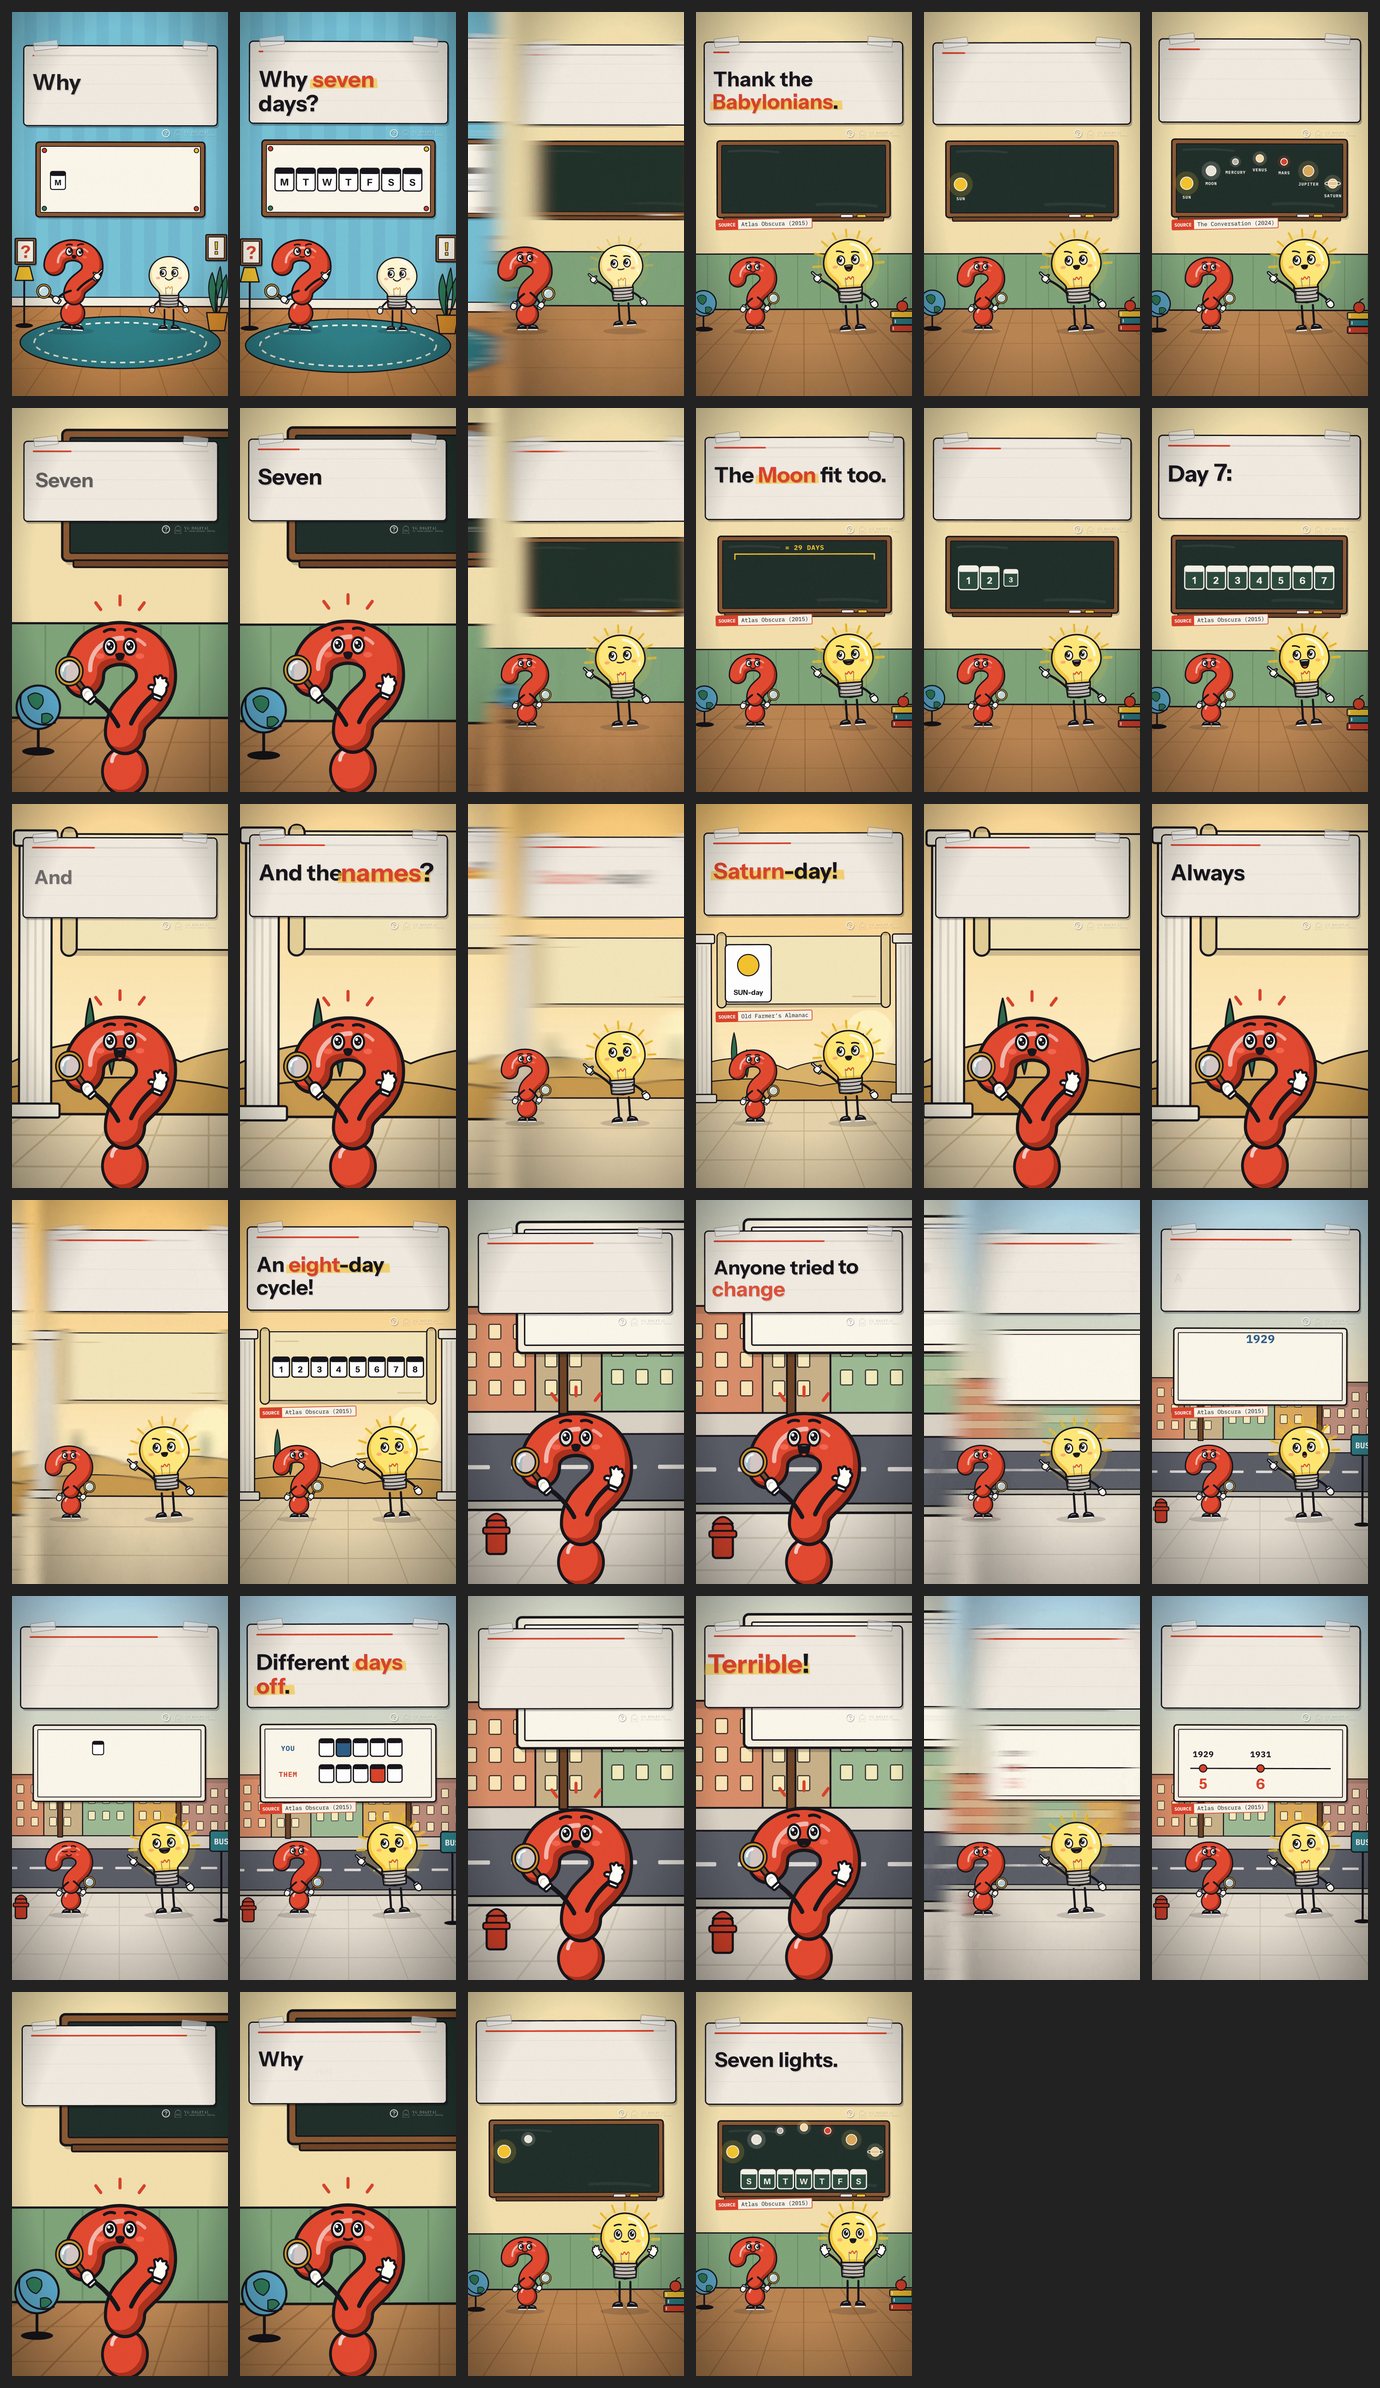 Why
M
?
!
Why seven
days?
M T W T F S S
?
!
Thank the
Babylonians.
SOURCE Atlas Obscura (2015)
SUN
SUN
MOON
MERCURY
VENUS
MARS
JUPITER
SATURN
SOURCE The Conversation (2024)
Seven
Seven
The Moon fit too.
≈ 29 DAYS
SOURCE Atlas Obscura (2015)
1 2 3
Day 7:
1 2 3 4 5 6 7
SOURCE Atlas Obscura (2015)
And
And the names?
Saturn-day!
SUN-day
SOURCE Old Farmer's Almanac
Always
An eight-day
cycle!
1 2 3 4 5 6 7 8
SOURCE Atlas Obscura (2015)
Anyone tried to
change
1929
SOURCE Atlas Obscura (2015)
BUS
BUS
Different days
off.
YOU
THEM
SOURCE Atlas Obscura (2015)
BUS
Terrible!
1929 1931
5 6
SOURCE Atlas Obscura (2015)
BUS
Why
Seven lights.
S M T W T F S
SOURCE Atlas Obscura (2015)